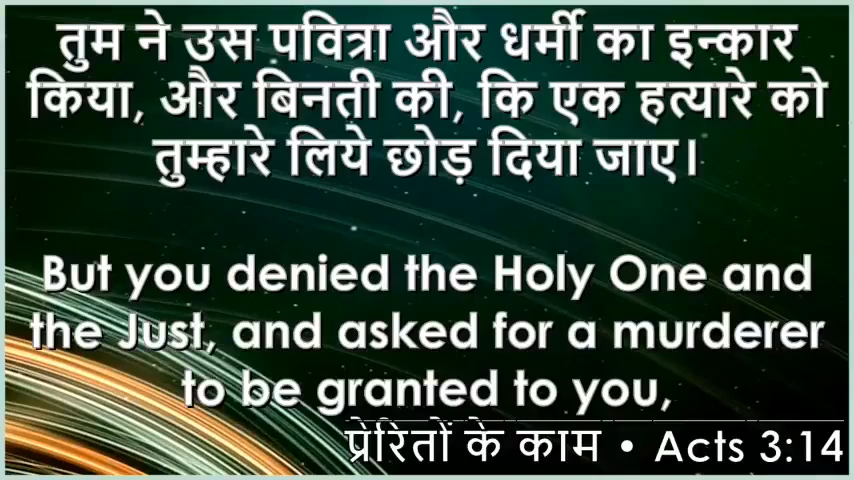 तुम ने उस पवित्रा और धर्मी का इन्कार
किया, और बिनती की, कि एक हत्यारे को
तुम्हारे लिये छोड़ दिया जाए।
But you denied the Holy One and
the Just, and asked for a murderer
to be granted to you,
प्रेरितों के काम • Acts 3:14